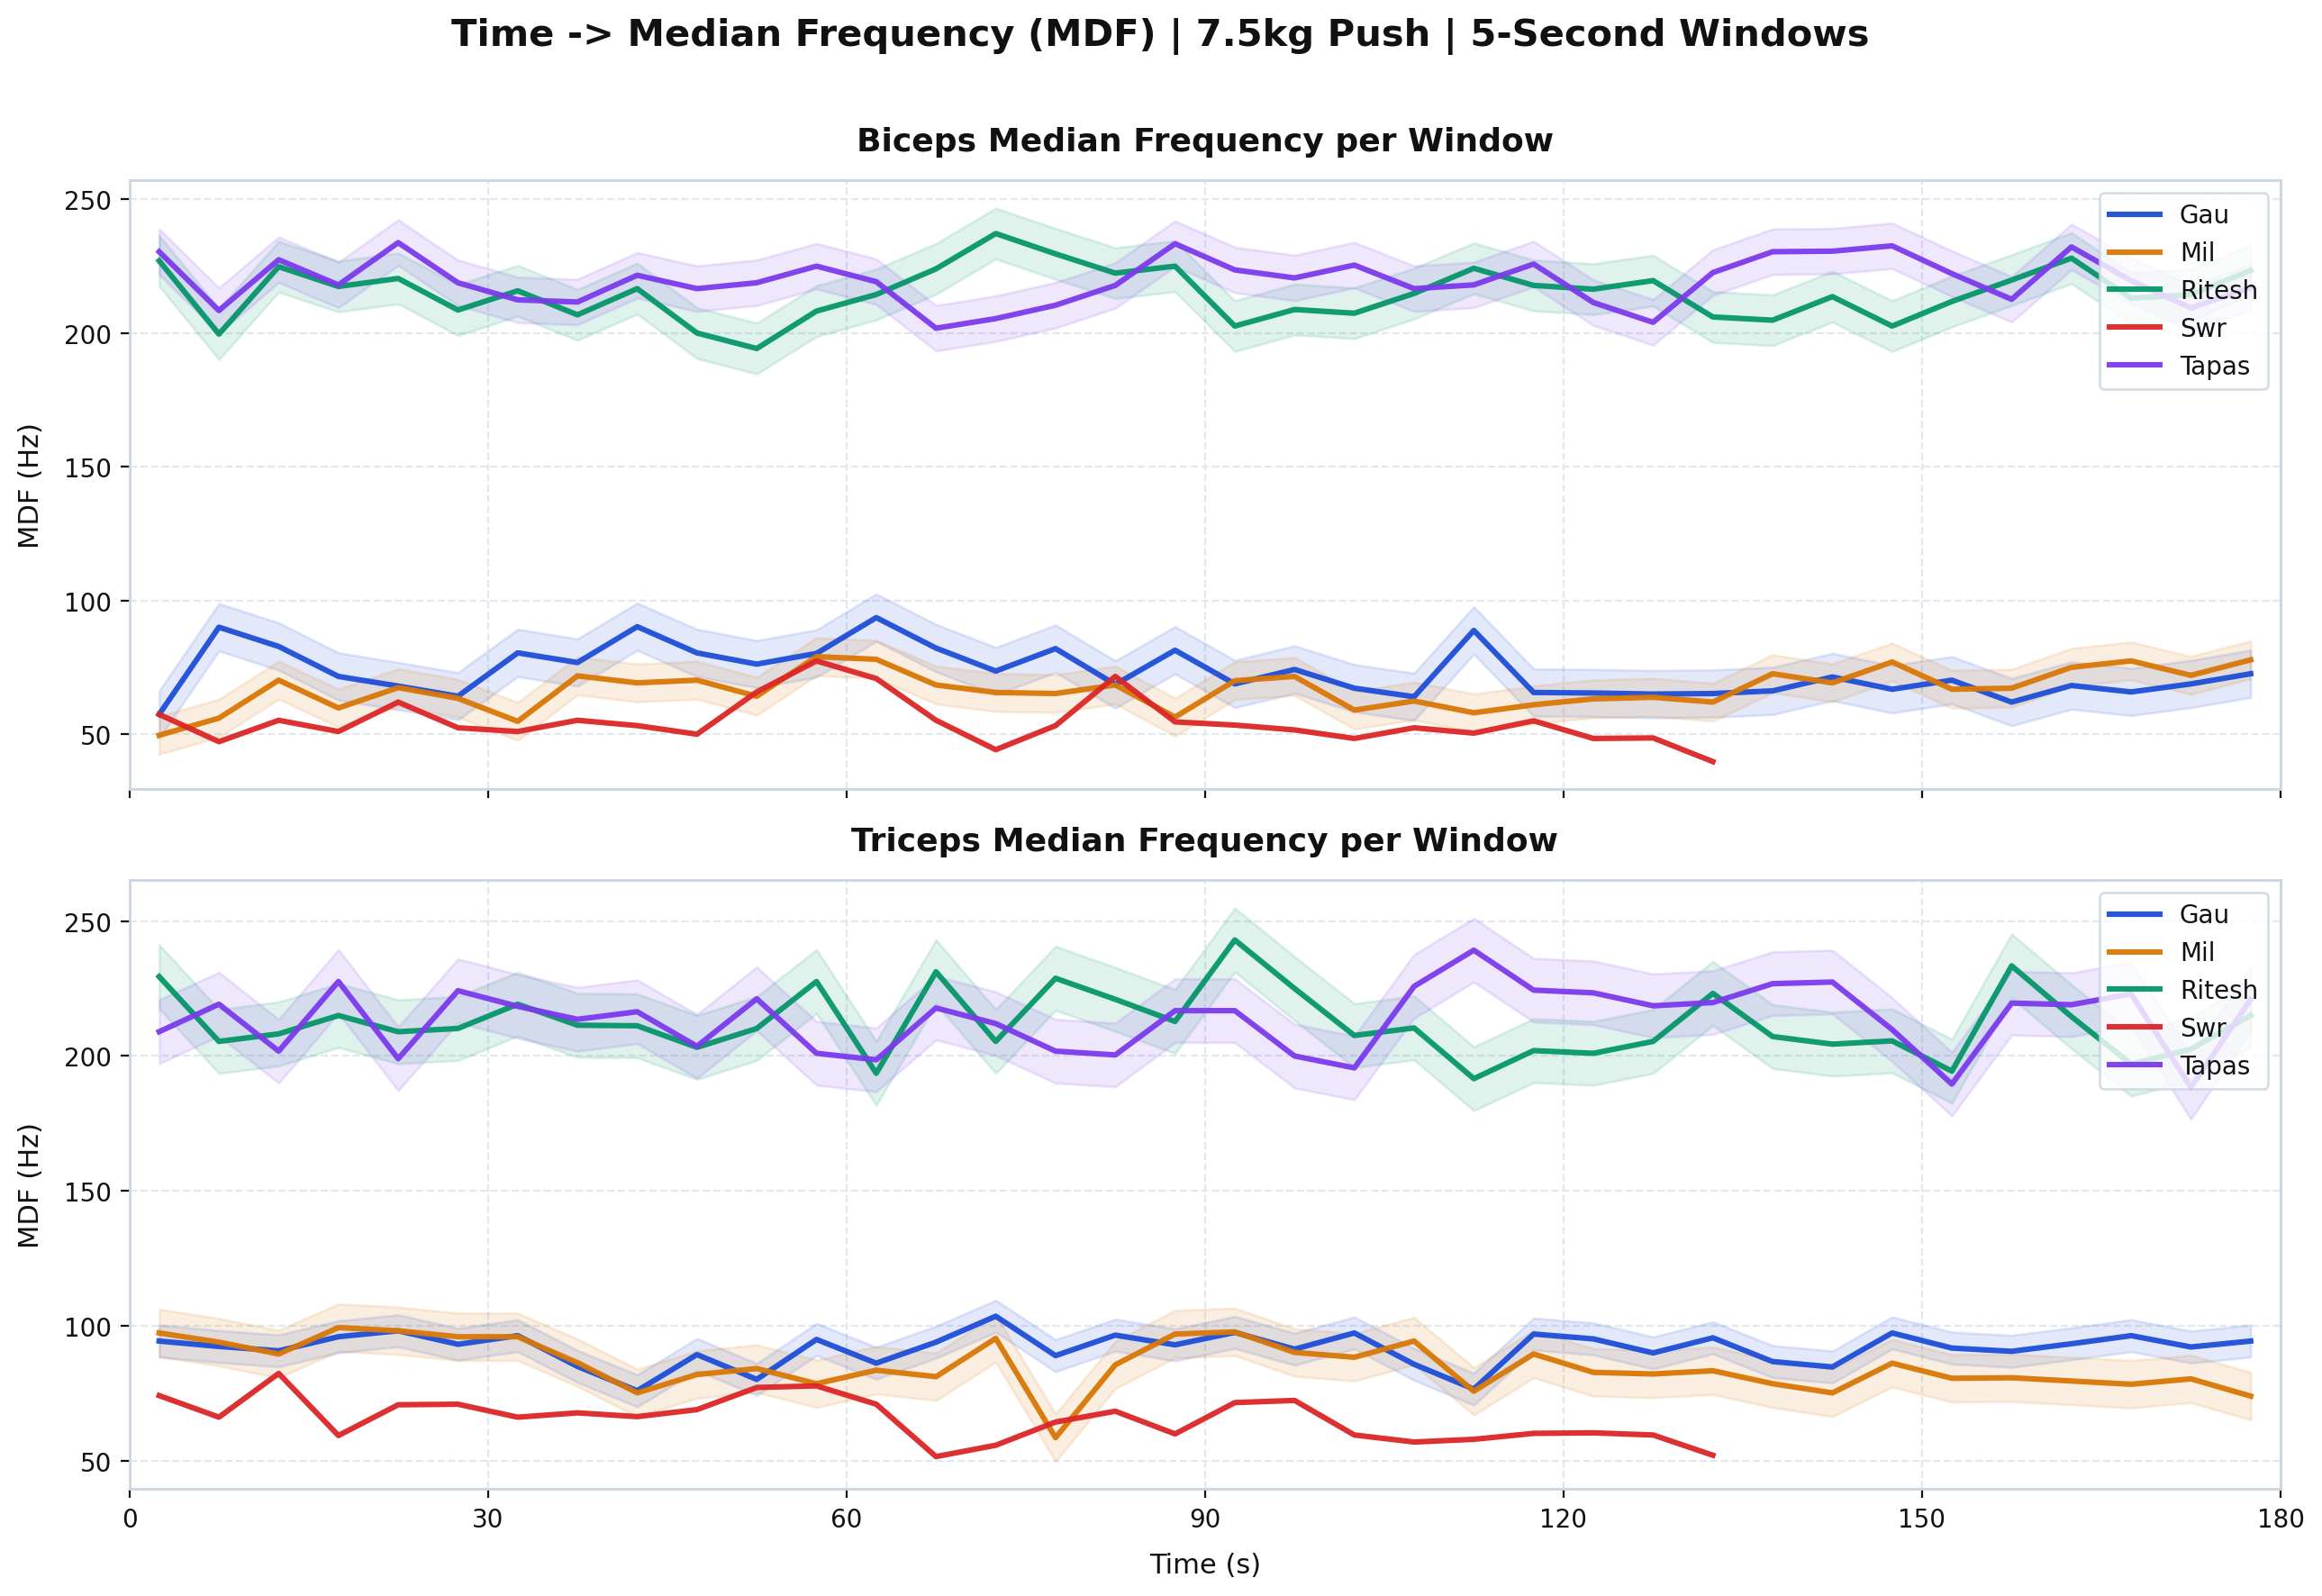 Time -> Median Frequency (MDF) | 7.5kg Push | 5-Second Windows
Biceps Median Frequency per Window
250
200
150
100
50
MDF (Hz)
Gau
Mil
Ritesh
Swr
Tapas
Triceps Median Frequency per Window
250
200
150
100
50
MDF (Hz)
Gau
Mil
Ritesh
Swr
Tapas
0 30 60 90 120 150 180
Time (s)